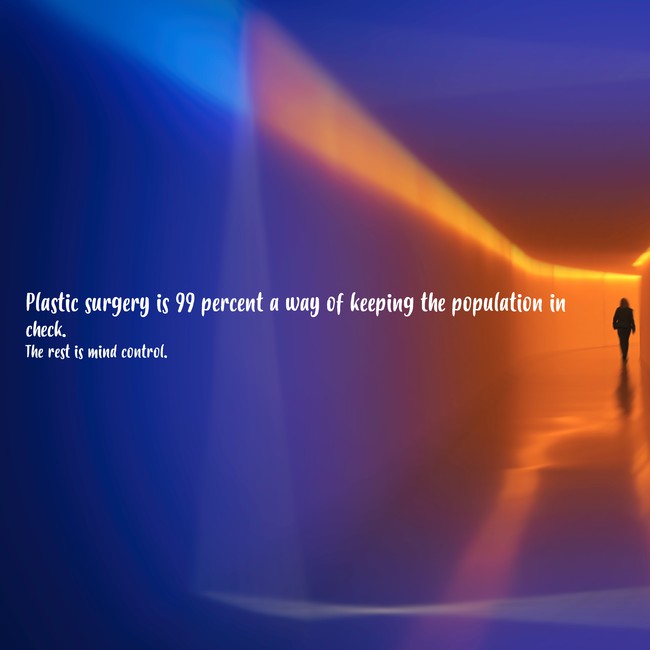 Plastic surgery is 99 percent a way of keeping the population in
check.
The rest is mind control.